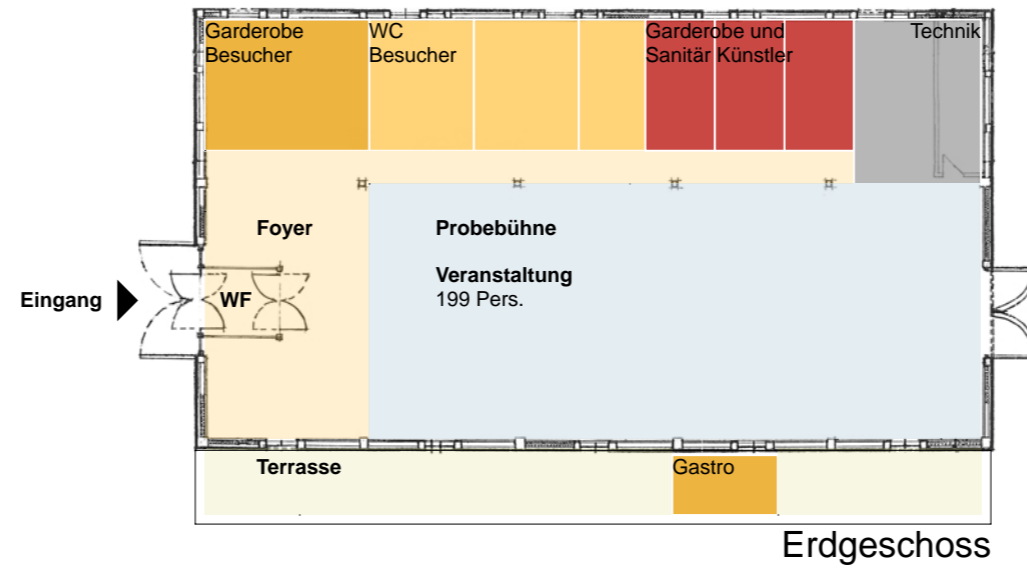 Garderobe
Besucher
WC
Besucher
Garderobe und
Sanitär Künstler
Technik
Foyer
Probebühne
Veranstaltung
199 Pers.
Eingang
WF
Terrasse
Gastro
Erdgeschoss